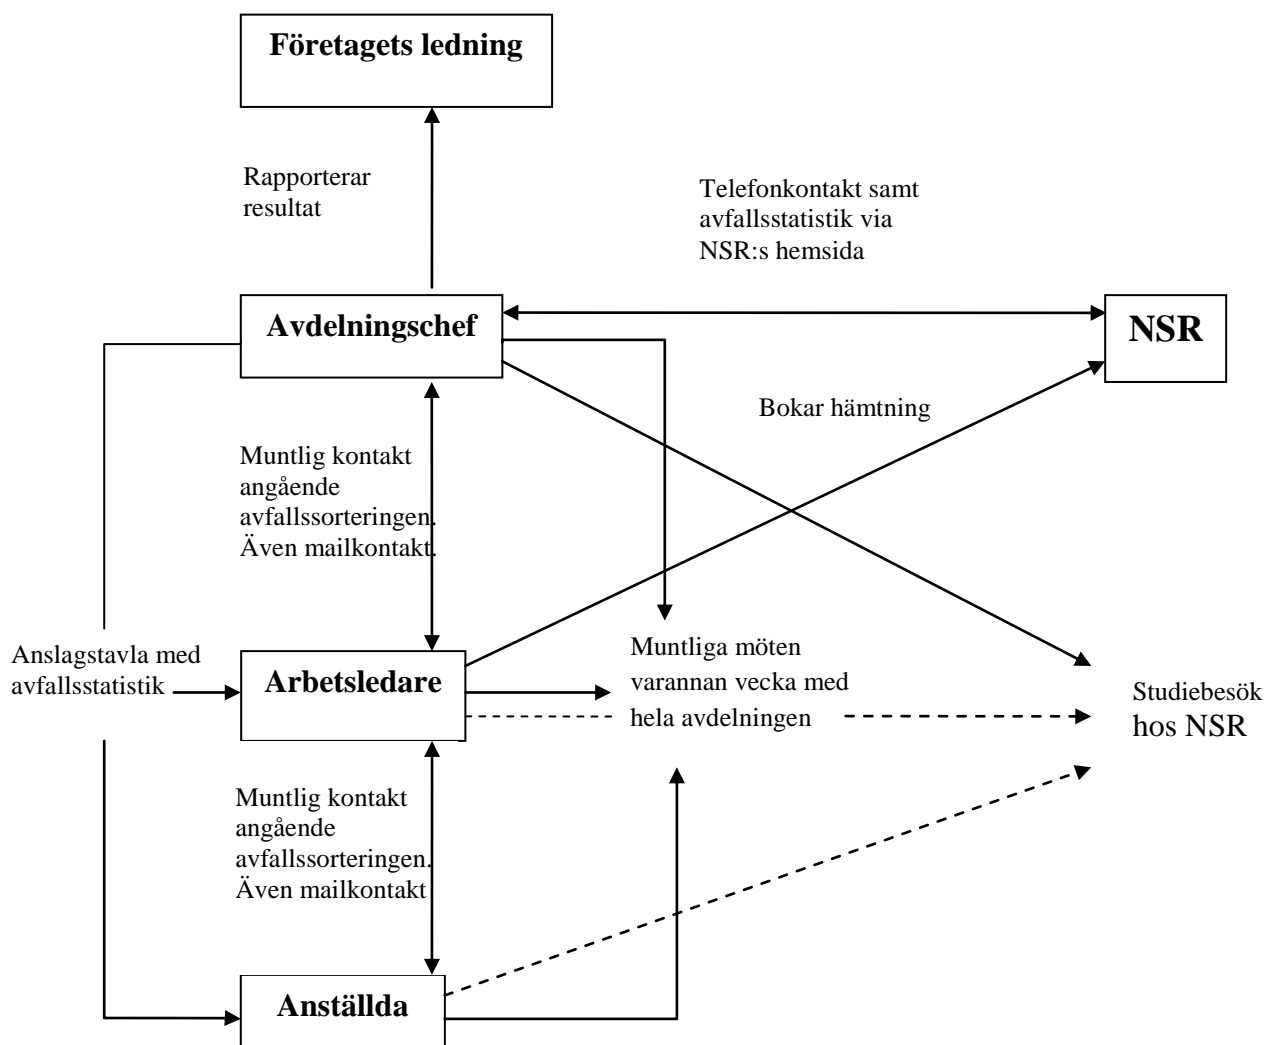 Företagets ledning
Rapporterar
resultat
Telefonkontakt samt
avfallsstatistik via
NSR:s hemsida
Avdelningschef
NSR
Bokar hämtning
Muntlig kontakt
angående
avfallssorteringen.
Även mailkontakt.
Anslagstavla med
avfallsstatistik
Arbetsledare
Muntliga möten
varannan vecka med
hela avdelningen
Studiebesök
hos NSR
Muntlig kontakt
angående
avfallssorteringen.
Även mailkontakt
Anställda